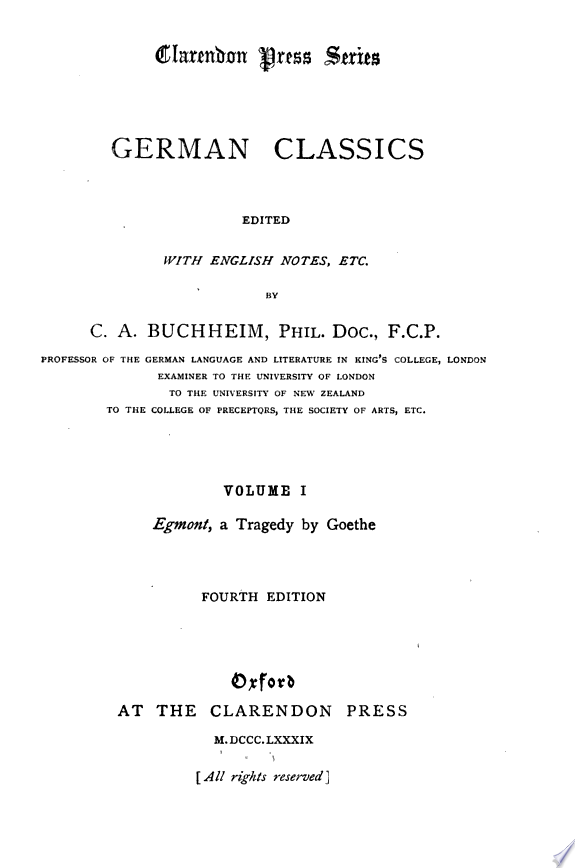 Clarendon Press Series
GERMAN CLASSICS
EDITED
WITH ENGLISH NOTES, ETC.
BY
C. A. BUCHHEIM, PHIL. DOC., F.C.P.
PROFESSOR OF THE GERMAN LANGUAGE AND LITERATURE IN KING'S COLLEGE, LONDON
EXAMINER TO THE UNIVERSITY OF LONDON
TO THE UNIVERSITY OF NEW ZEALAND
TO THE COLLEGE OF PRECEPTORS, THE SOCIETY OF ARTS, ETC.
VOLUME I
Egmont, a Tragedy by Goethe
FOURTH EDITION
Oxford
AT THE CLARENDON PRESS
M.DCCC.LXXXIX
[All rights reserved]